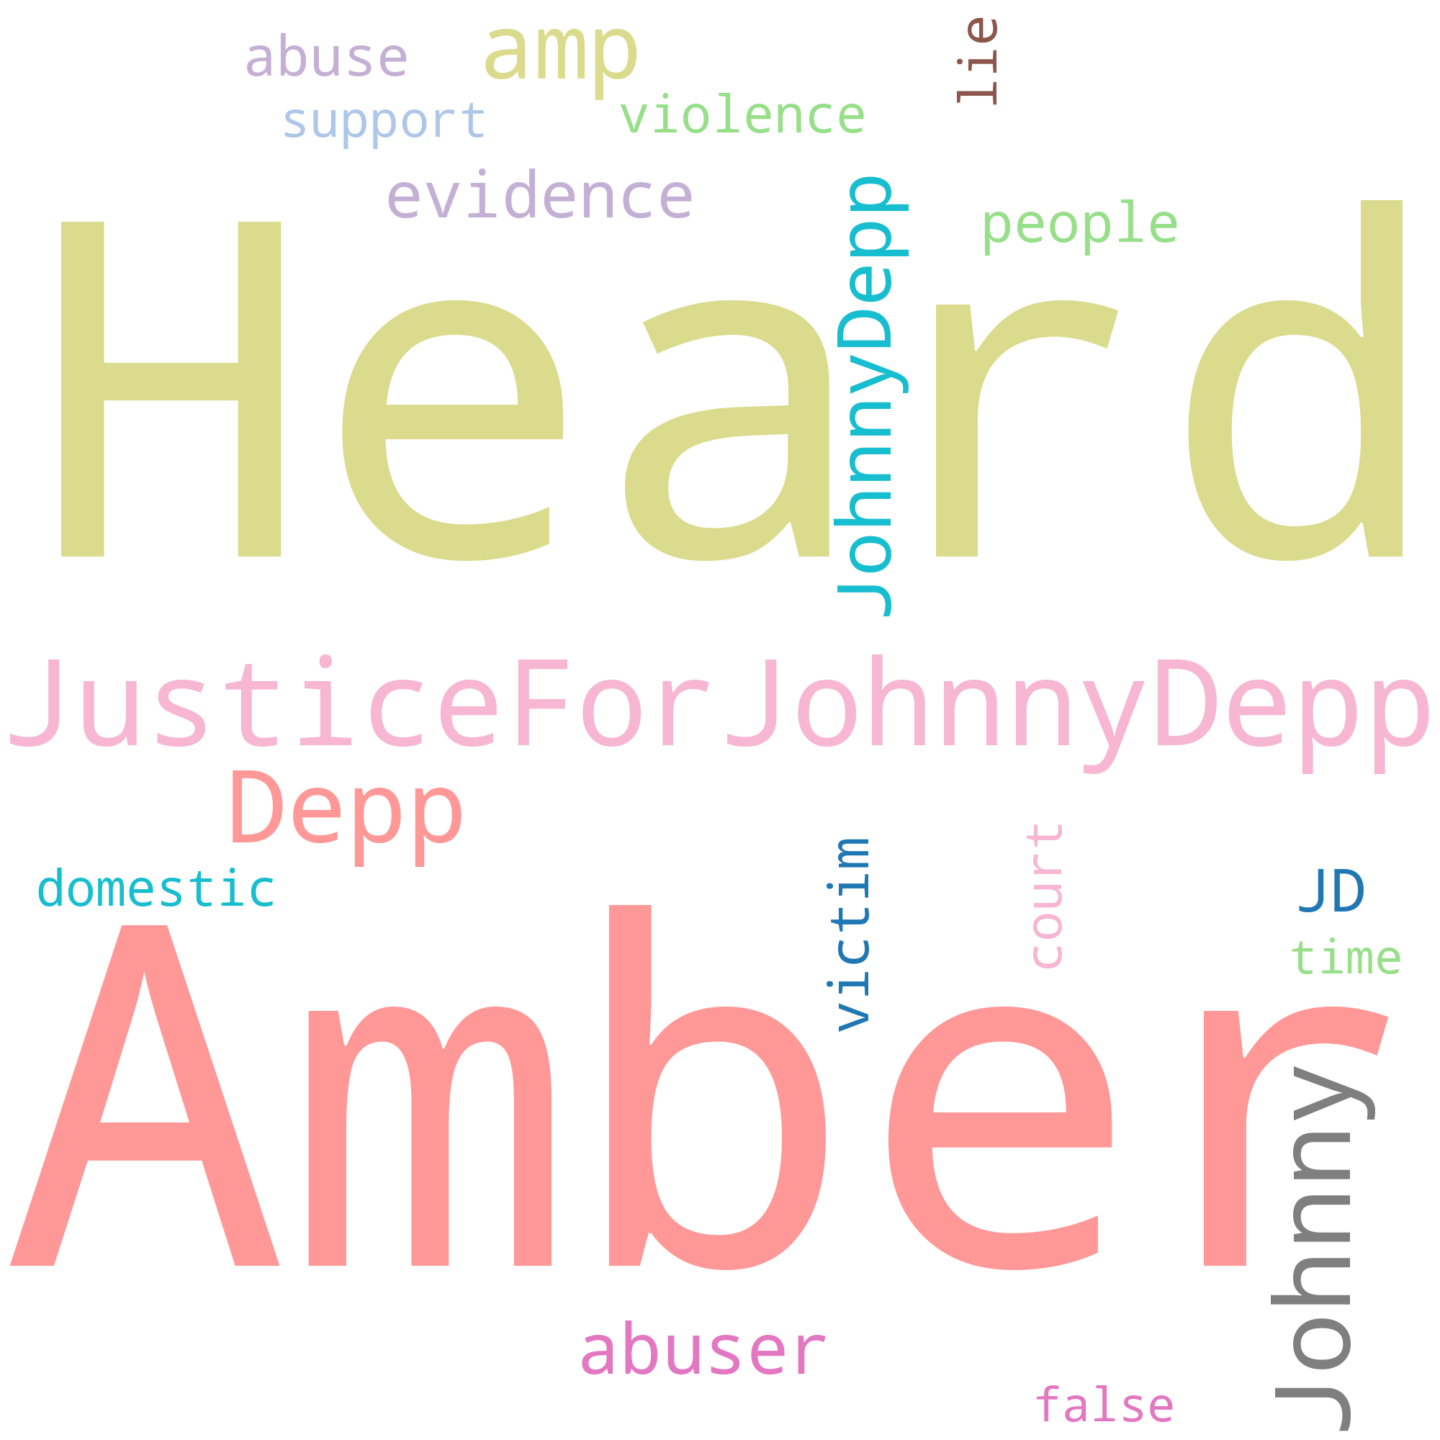 abuse
amp
lie
support
violence
evidence
JohnnyDepp
people
Heard
JusticeForJohnnyDepp
Depp
domestic
victim
court
JD
time
Amber
Johnny
abuser
false